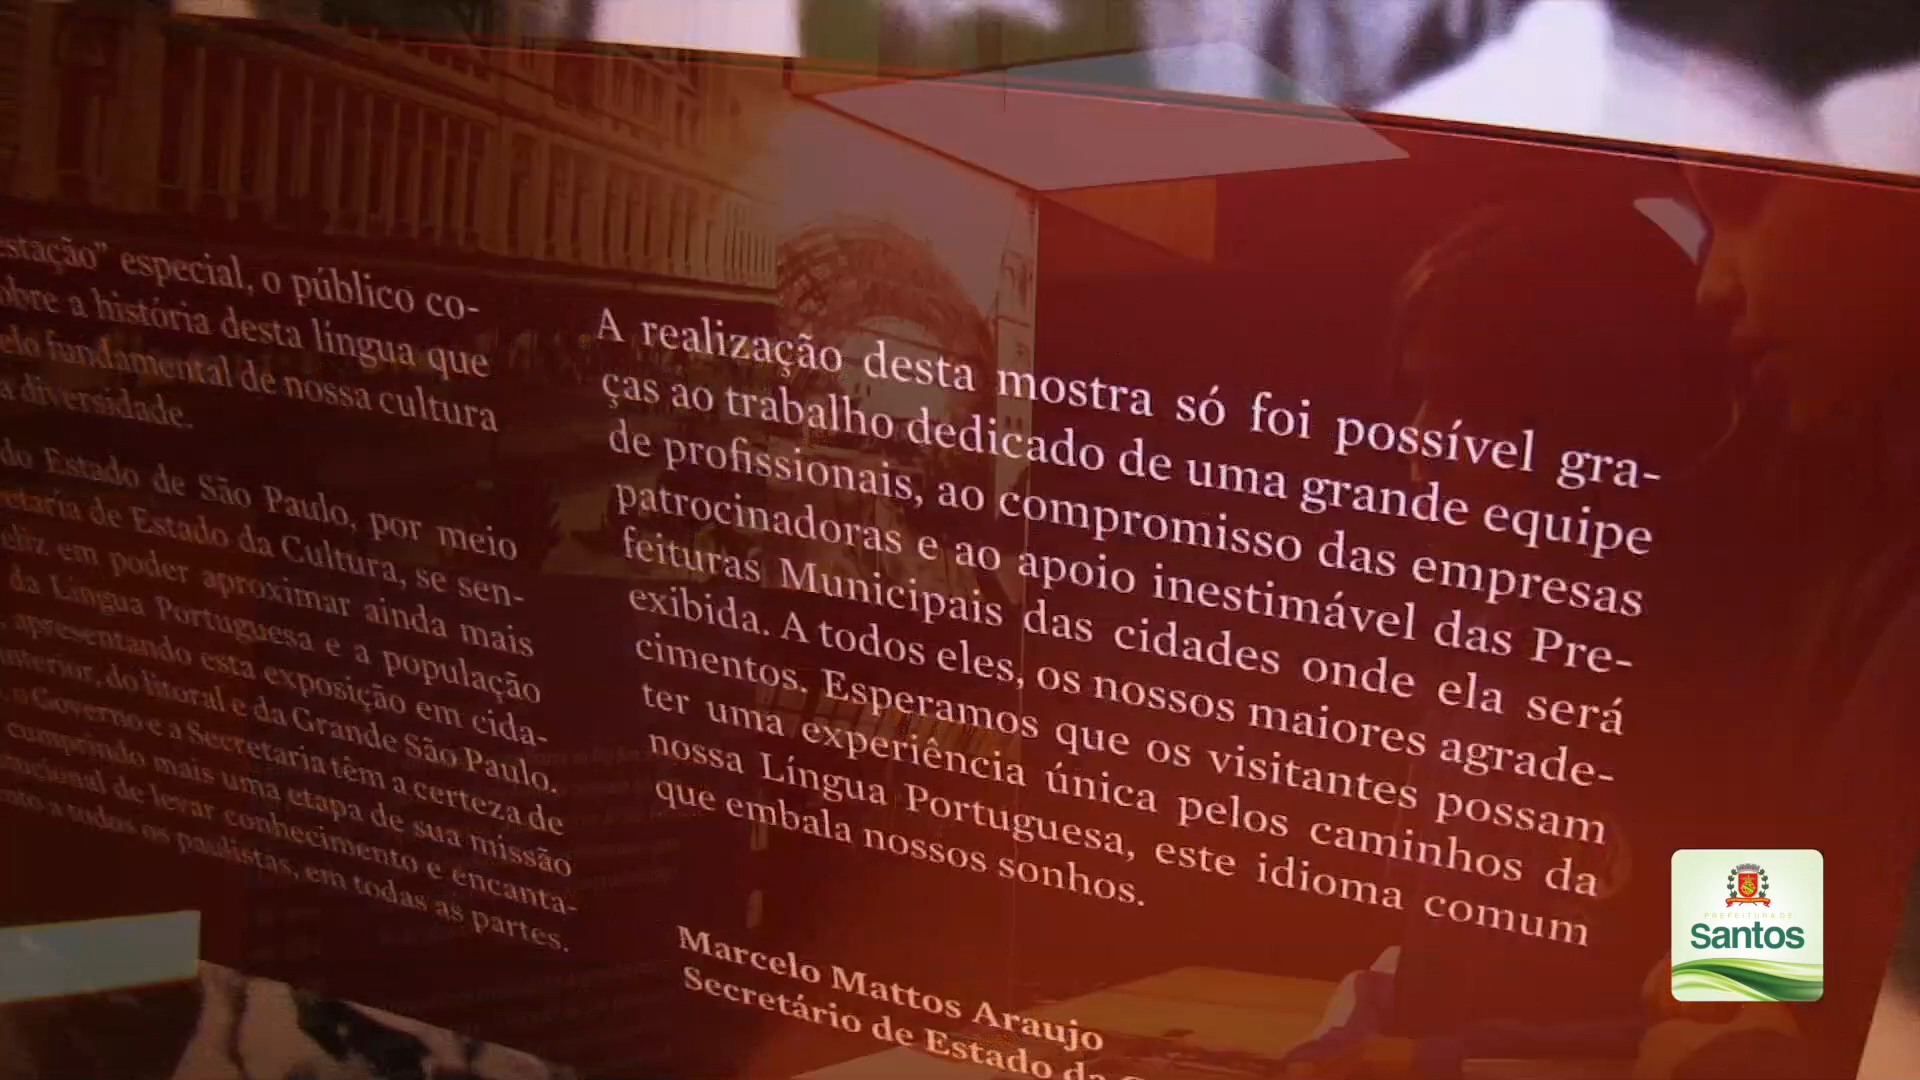 estação” especial, o público co-
obre a história desta língua que
elo fundamental de nossa cultura
a diversidade.
do Estado de São Paulo, por meio
retaria de Estado da Cultura, se sen-
eliz em poder aproximar ainda mais
da Língua Portuguesa e a população
, apresentando esta exposição em cida-
interior, do litoral e da Grande São Paulo.
, o Governo e a Secretaria têm a certeza de
cumprindo mais uma etapa de sua missão
de levar conhecimento e encanta-
a todos os paulistas, em todas as partes.
A realização desta mostra só foi possível gra-
ças ao trabalho dedicado de uma grande equipe
de profissionais, ao compromisso das empresas
patrocinadoras e ao apoio inestimável das Pre-
feituras Municipais das cidades onde ela será
exibida. A todos eles, os nossos maiores agrade-
cimentos. Esperamos que os visitantes possam
ter uma experiência única pelos caminhos da
nossa Língua Portuguesa, este idioma comum
que embala nossos sonhos.
Marcelo Mattos Araujo
Secretário de Estado da
PREFEITURA DE
Santos